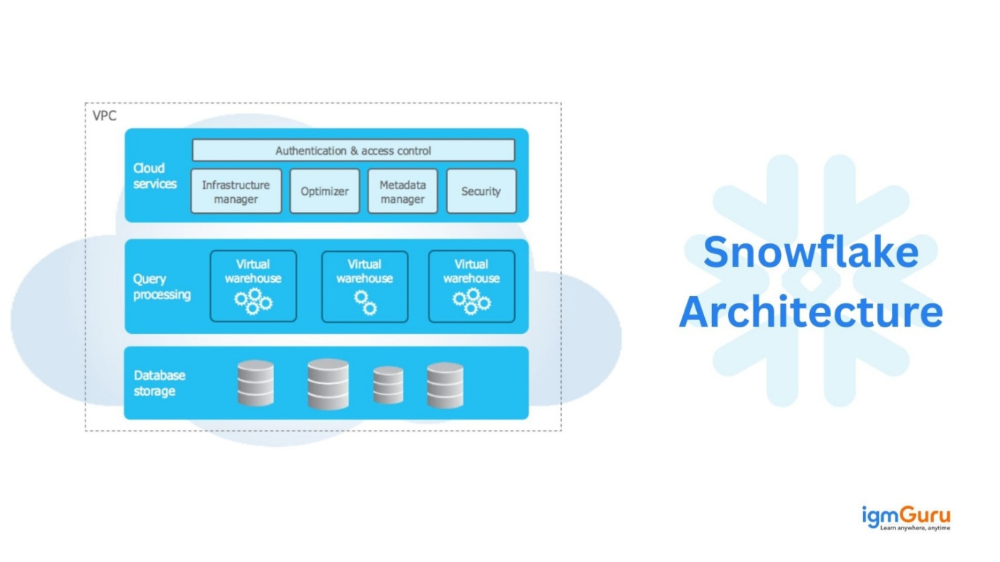 VPC
Cloud
services
Authentication & access control
Infrastructure
manager
Optimizer
Metadata
manager
Security
Query
processing
Virtual
warehouse
Virtual
warehouse
Virtual
warehouse
Database
storage
Snowflake
Architecture
igmGuru
Learn anywhere, anytime